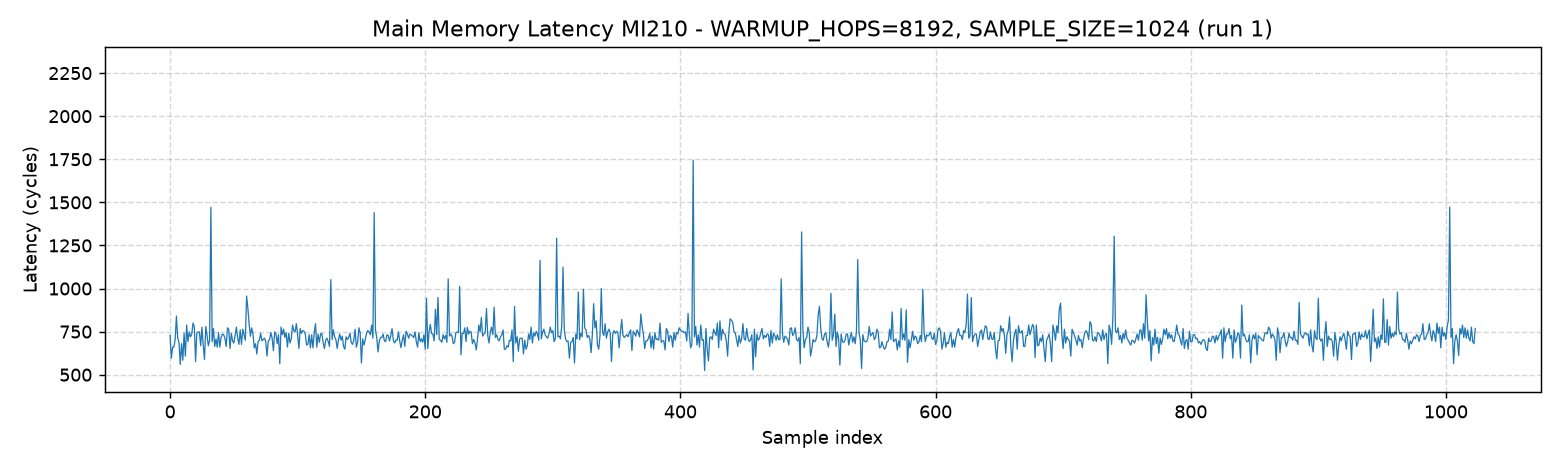 Main Memory Latency MI210 - WARMUP_HOPS=8192, SAMPLE_SIZE=1024 (run 1)
Latency (cycles)
2250
2000
1750
1500
1250
1000
750
500
0 200 400 600 800 1000
Sample index